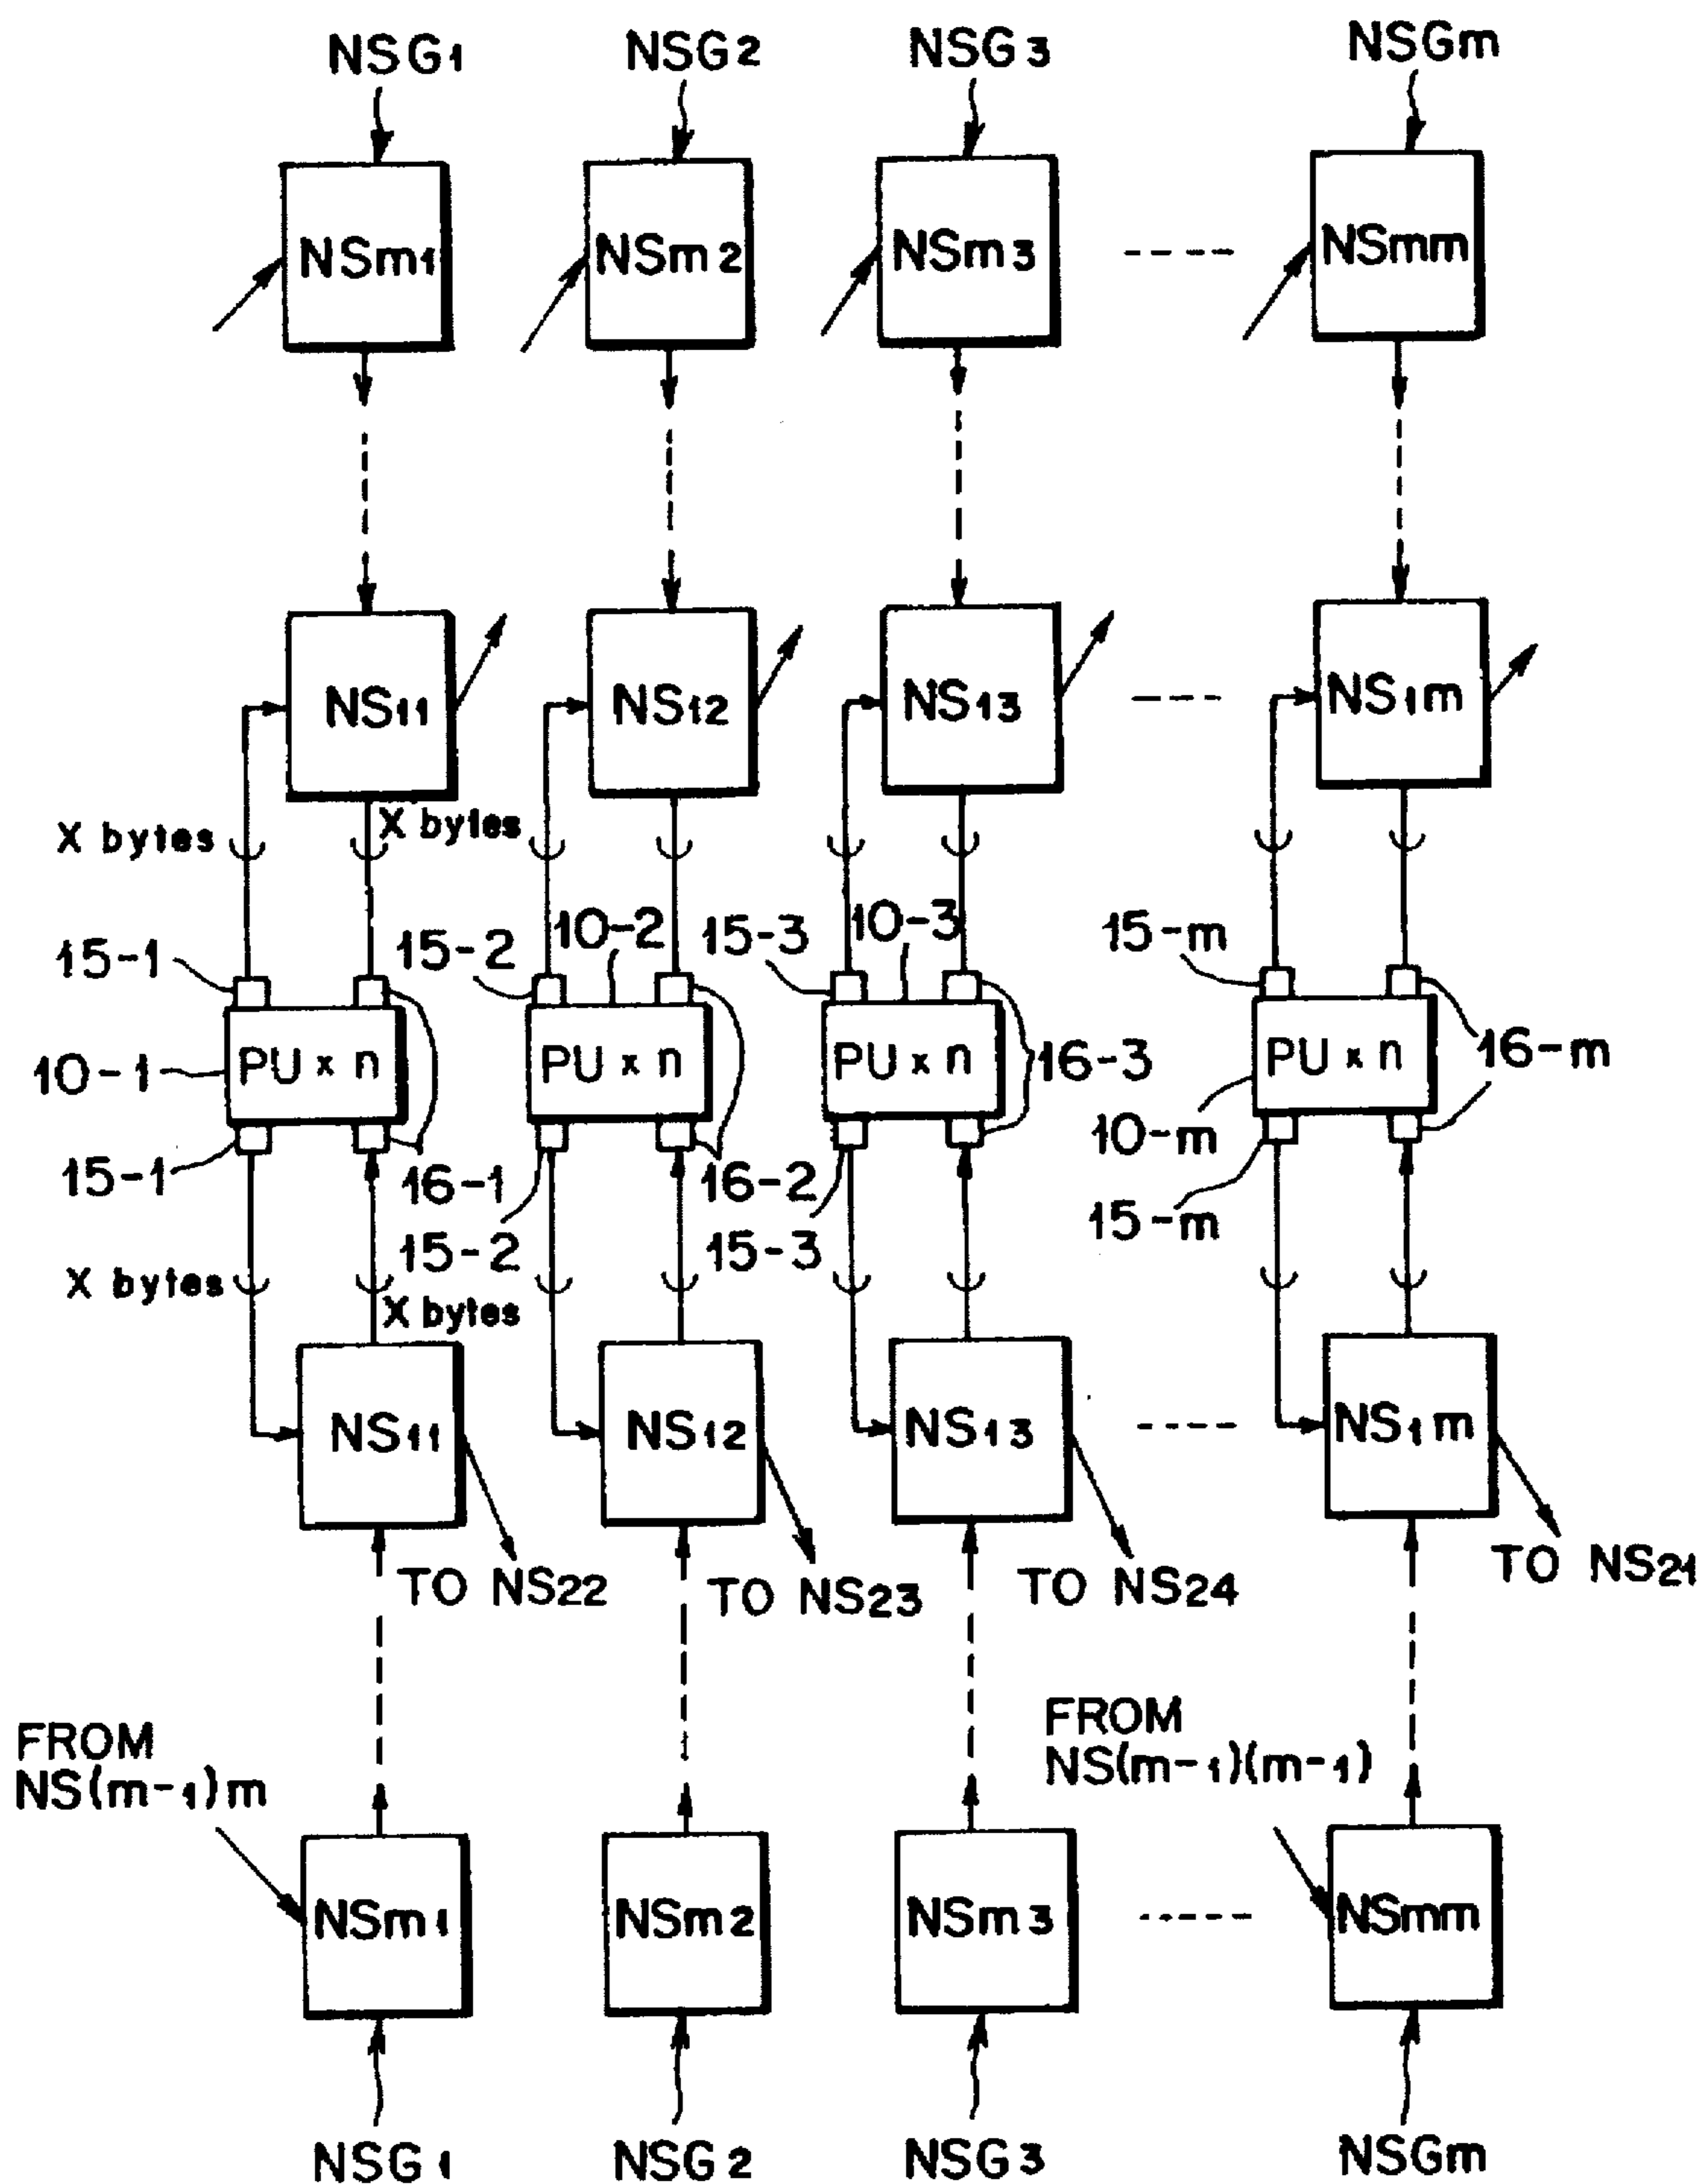 NSG1 NSG2 NSG3 NSGm
NSm1 NSm2 NSm3 NSmm
NS11 NS12 NS13 NS1m
X bytes X bytes
15-1 15-2 10-2 15-3 10-3 15-m
10-1 PU x n PU x n PU x n 16-3 PU x n 16-m
10-m
15-1 16-1 16-2
15-2 15-3 15-m
X bytes X bytes
NS11 NS12 NS13 NS1m
TO NS22 TO NS23 TO NS24 TO NS21
FROM
NS(m-1)m
FROM
NS(m-1)(m-1)
NSm1 NSm2 NSm3 NSmm
NSG1 NSG2 NSG3 NSGm